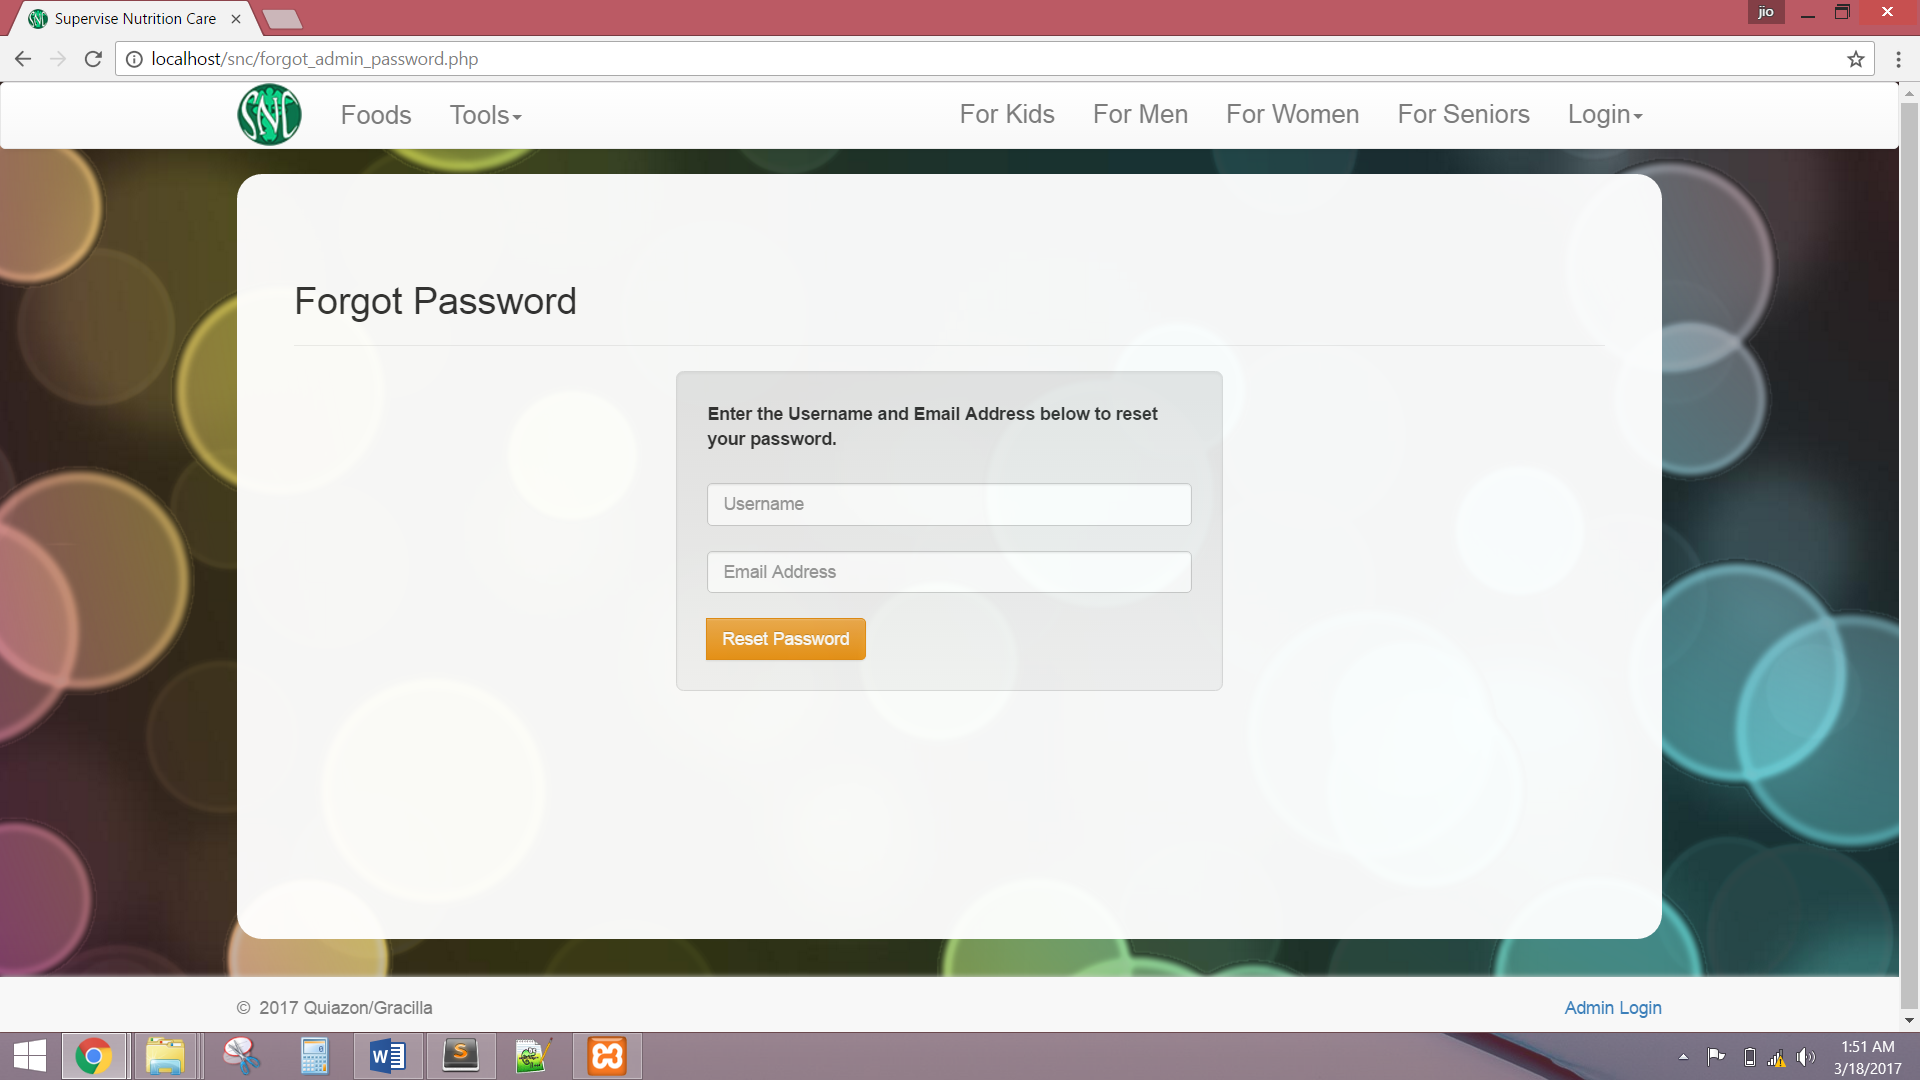 Supervise Nutrition Care
jio
localhost/snc/forgot_admin_password.php
SNC
Foods
Tools
For Kids
For Men
For Women
For Seniors
Login
Forgot Password
Enter the Username and Email Address below to reset
your password.
Username
Email Address
Reset Password
© 2017 Quiazon/Gracilla
Admin Login
1:51 AM
3/18/2017